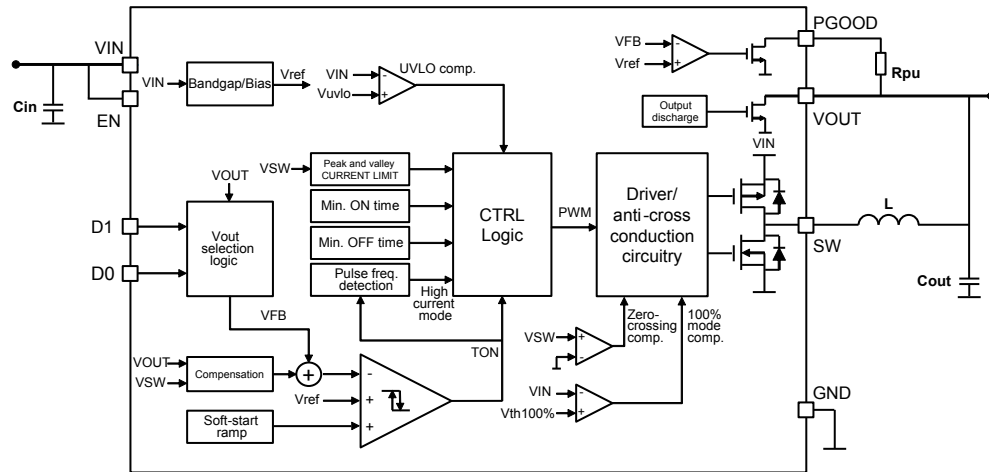 PGOOD
VFB
-
Vref
+
Rpu
VIN
VIN
Bandgap/Bias
Vref
VIN
-
Vuvlo
+
UVLO comp.
Cin
EN
Output
discharge
VOUT
VIN
VSW
Peak and valley
CURRENT LIMIT
Min. ON time
Min. OFF time
Pulse freq.
detection
High
current
mode
CTRL
Logic
PWM
Driver/
anti-cross
conduction
circuitry
L
SW
Cout
VOUT
D1
D0
Vout
selection
logic
VFB
TON
VOUT
VSW
Compensation
+
-
Vref
+
Soft-start
ramp
+
VSW
+
-
Zero-
crossing
comp.
100%
mode
comp.
VIN
-
Vth100%
+
GND